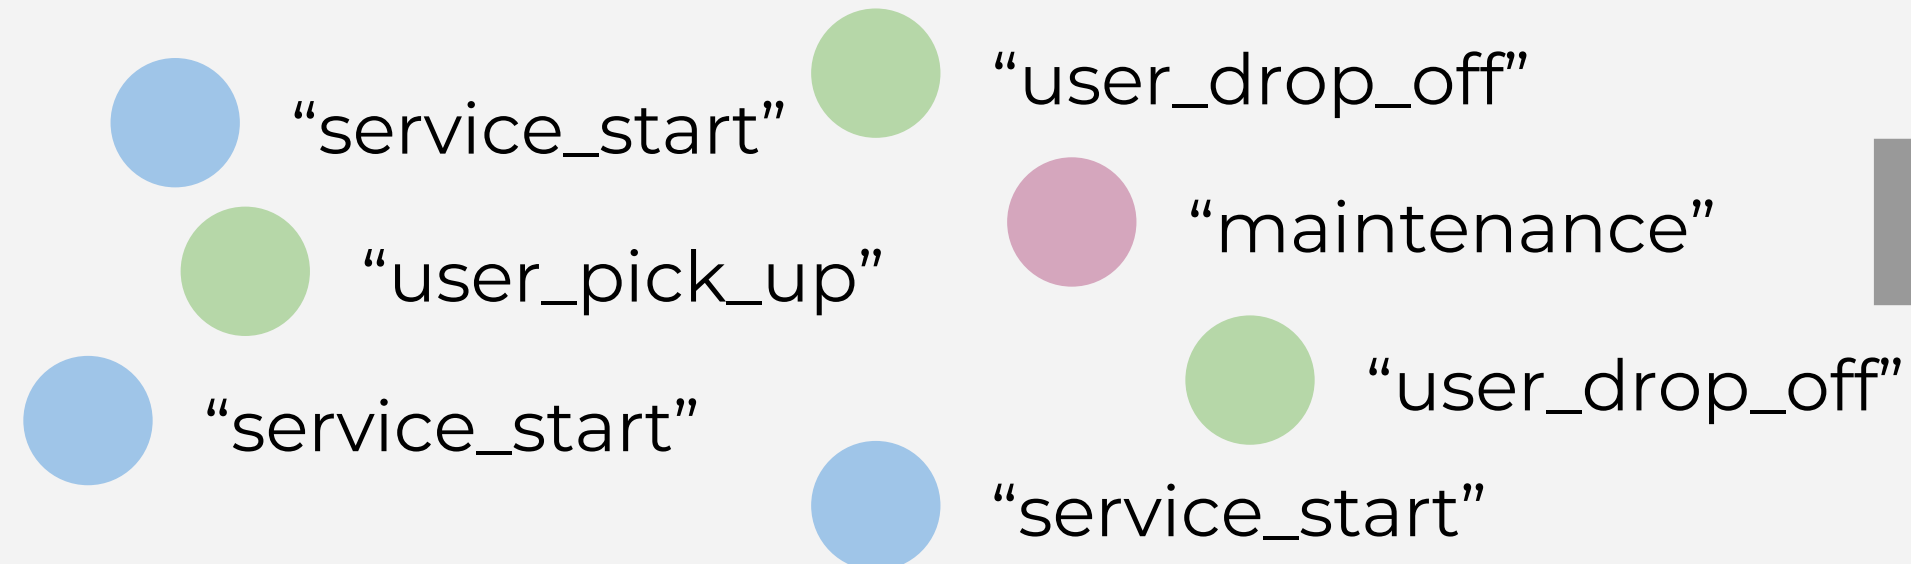 “service_start”
“user_pick_up”
“service_start”
“user_drop_off”
“maintenance”
“user_drop_off”
“service_start”